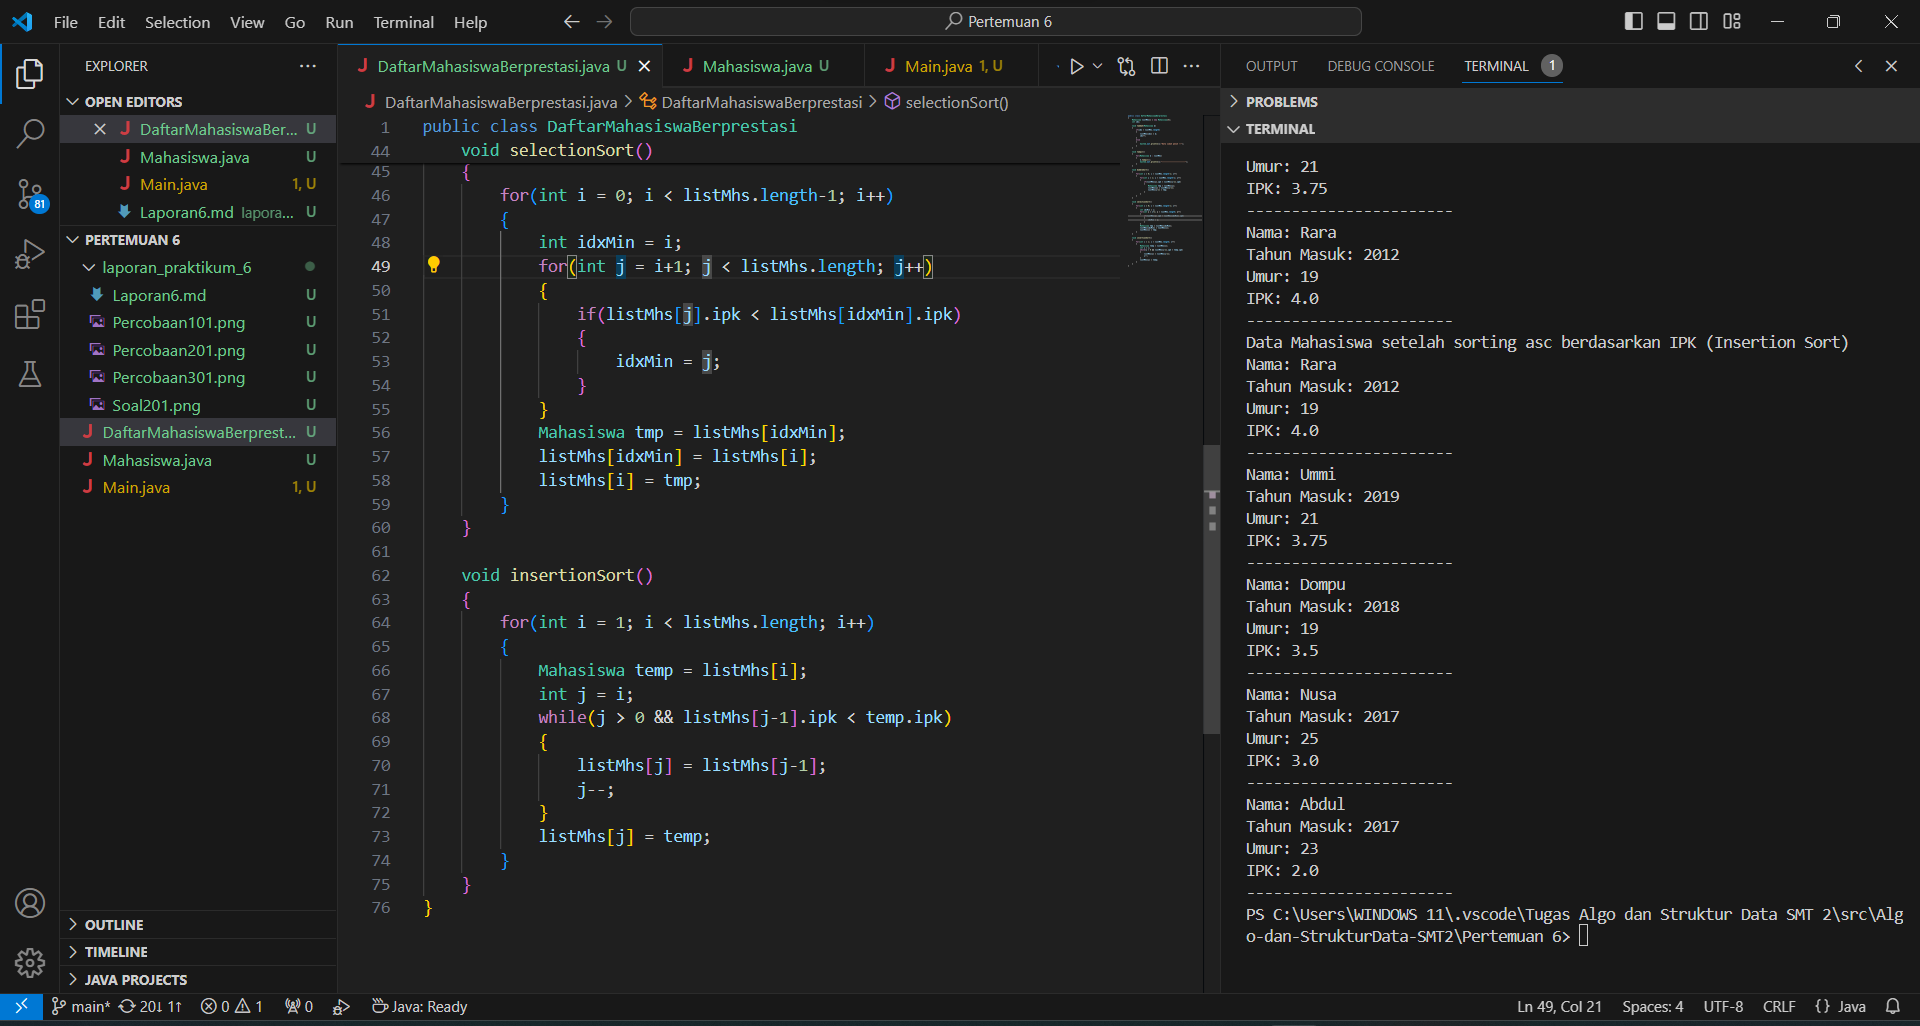 File Edit Selection View Go Run Terminal Help
Pertemuan 6
EXPLORER
OPEN EDITORS
DaftarMahasiswaBer... U
Mahasiswa.java U
Main.java 1, U
Laporan6.md lapora... U
PERTEMUAN 6
laporan_praktikum_6
Laporan6.md U
Percobaan101.png U
Percobaan201.png U
Percobaan301.png U
Soal201.png U
DaftarMahasiswaBerprest... U
Mahasiswa.java U
Main.java 1, U
OUTLINE
TIMELINE
JAVA PROJECTS
81
DaftarMahasiswaBerprestasi.java U
Mahasiswa.java U
Main.java 1, U
DaftarMahasiswaBerprestasi.java > DaftarMahasiswaBerprestasi > selectionSort()
1 public class DaftarMahasiswaBerprestasi
44 void selectionSort()
45 {
46 for(int i = 0; i < listMhs.length-1; i++)
47 {
48 int idxMin = i;
49 for(int j = i+1; j < listMhs.length; j++)
50 {
51 if(listMhs[j].ipk < listMhs[idxMin].ipk)
52 {
53 idxMin = j;
54 }
55 }
56 Mahasiswa tmp = listMhs[idxMin];
57 listMhs[idxMin] = listMhs[i];
58 listMhs[i] = tmp;
59 }
60 }
61
62 void insertionSort()
63 {
64 for(int i = 1; i < listMhs.length; i++)
65 {
66 Mahasiswa temp = listMhs[i];
67 int j = i;
68 while(j > 0 && listMhs[j-1].ipk < temp.ipk)
69 {
70 listMhs[j] = listMhs[j-1];
71 j--;
72 }
73 listMhs[j] = temp;
74 }
75 }
76 }
OUTPUT DEBUG CONSOLE TERMINAL 1
PROBLEMS
TERMINAL
Umur: 21
IPK: 3.75
-----------------------
Nama: Rara
Tahun Masuk: 2012
Umur: 19
IPK: 4.0
-----------------------
Data Mahasiswa setelah sorting asc berdasarkan IPK (Insertion Sort)
Nama: Rara
Tahun Masuk: 2012
Umur: 19
IPK: 4.0
-----------------------
Nama: Ummi
Tahun Masuk: 2019
Umur: 21
IPK: 3.75
-----------------------
Nama: Dompu
Tahun Masuk: 2018
Umur: 19
IPK: 3.5
-----------------------
Nama: Nusa
Tahun Masuk: 2017
Umur: 25
IPK: 3.0
-----------------------
Nama: Abdul
Tahun Masuk: 2017
Umur: 23
IPK: 2.0
-----------------------
PS C:\Users\WINDOWS 11\.vscode\Tugas Algo dan Struktur Data SMT 2\src\Alg
o-dan-StrukturData-SMT2\Pertemuan 6>
main* 20↓ 1↑ 0 1 0 Java: Ready
Ln 49, Col 21 Spaces: 4 UTF-8 CRLF {} Java